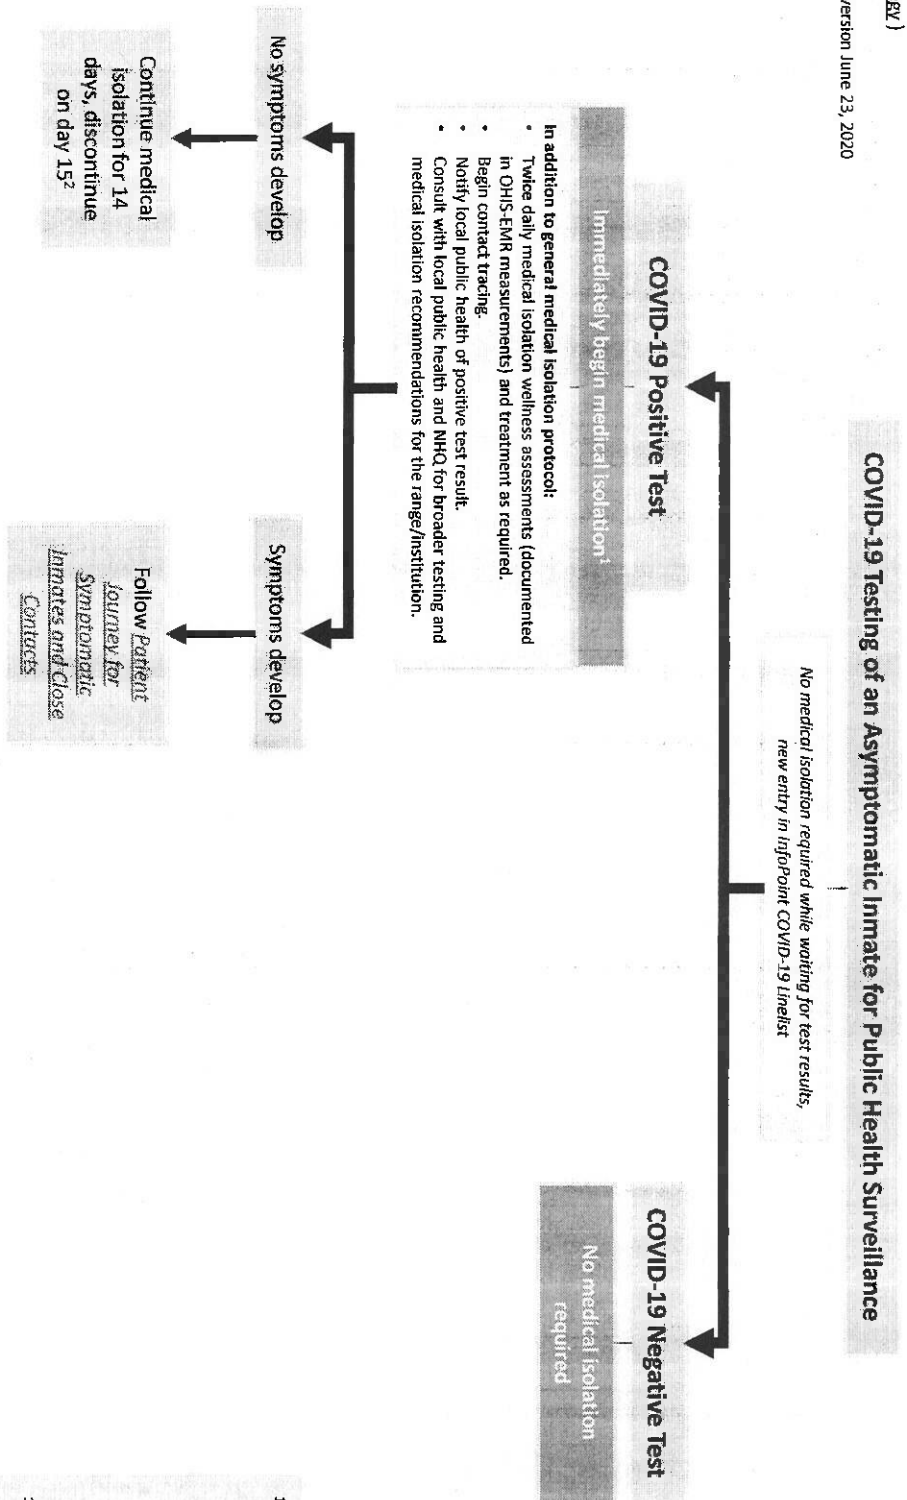 gy )
version June 23, 2020
COVID-19 Testing of an Asymptomatic Inmate for Public Health Surveillance
No medical isolation required while waiting for test results,
new entry in InfoPoint COVID-19 Linelist
COVID-19 Positive Test
Immediately begin medical isolation¹
In addition to general medical isolation protocol:
• Twice daily medical isolation wellness assessments (documented
in OHIS-EMR measurements) and treatment as required.
• Begin contact tracing.
• Notify local public health of positive test result.
• Consult with local public health and NHQ for broader testing and
medical isolation recommendations for the range/institution.
No symptoms develop
Continue medical
isolation for 14
days, discontinue
on day 15²
Symptoms develop
Follow Patient
Journey for
Symptomatic
Inmates and Close
Contacts
COVID-19 Negative Test
No medical isolation
required
1